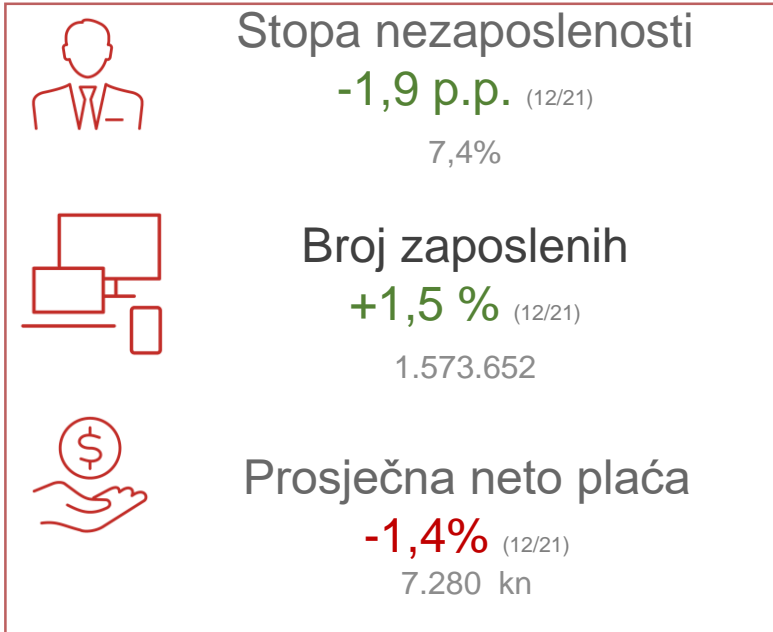 Stopa nezaposlenosti
-1,9 p.p. (12/21)
7,4%
Broj zaposlenih
+1,5 % (12/21)
1.573.652
$
Prosječna neto plaća
-1,4% (12/21)
7.280 kn